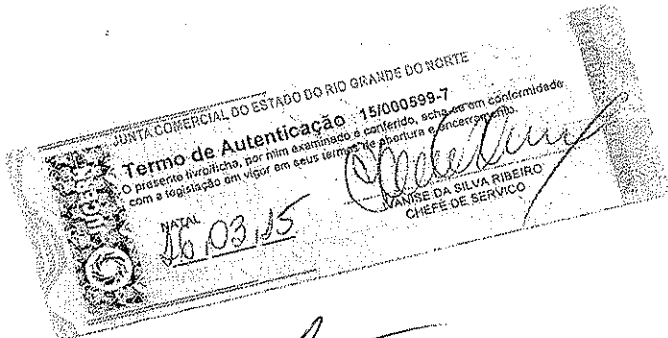 JUNTA COMERCIAL DO ESTADO DO RIO GRANDE DO NORTE
Termo de Autenticação 15/000599-7
O presente livro/ficha, por mim examinado e conferido, acha-se em conformidade
com a legislação em vigor em seus termos de abertura e encerramento.
NATAL
16,03,15
VANISE DA SILVA RIBEIRO
CHEFE DE SERVICO